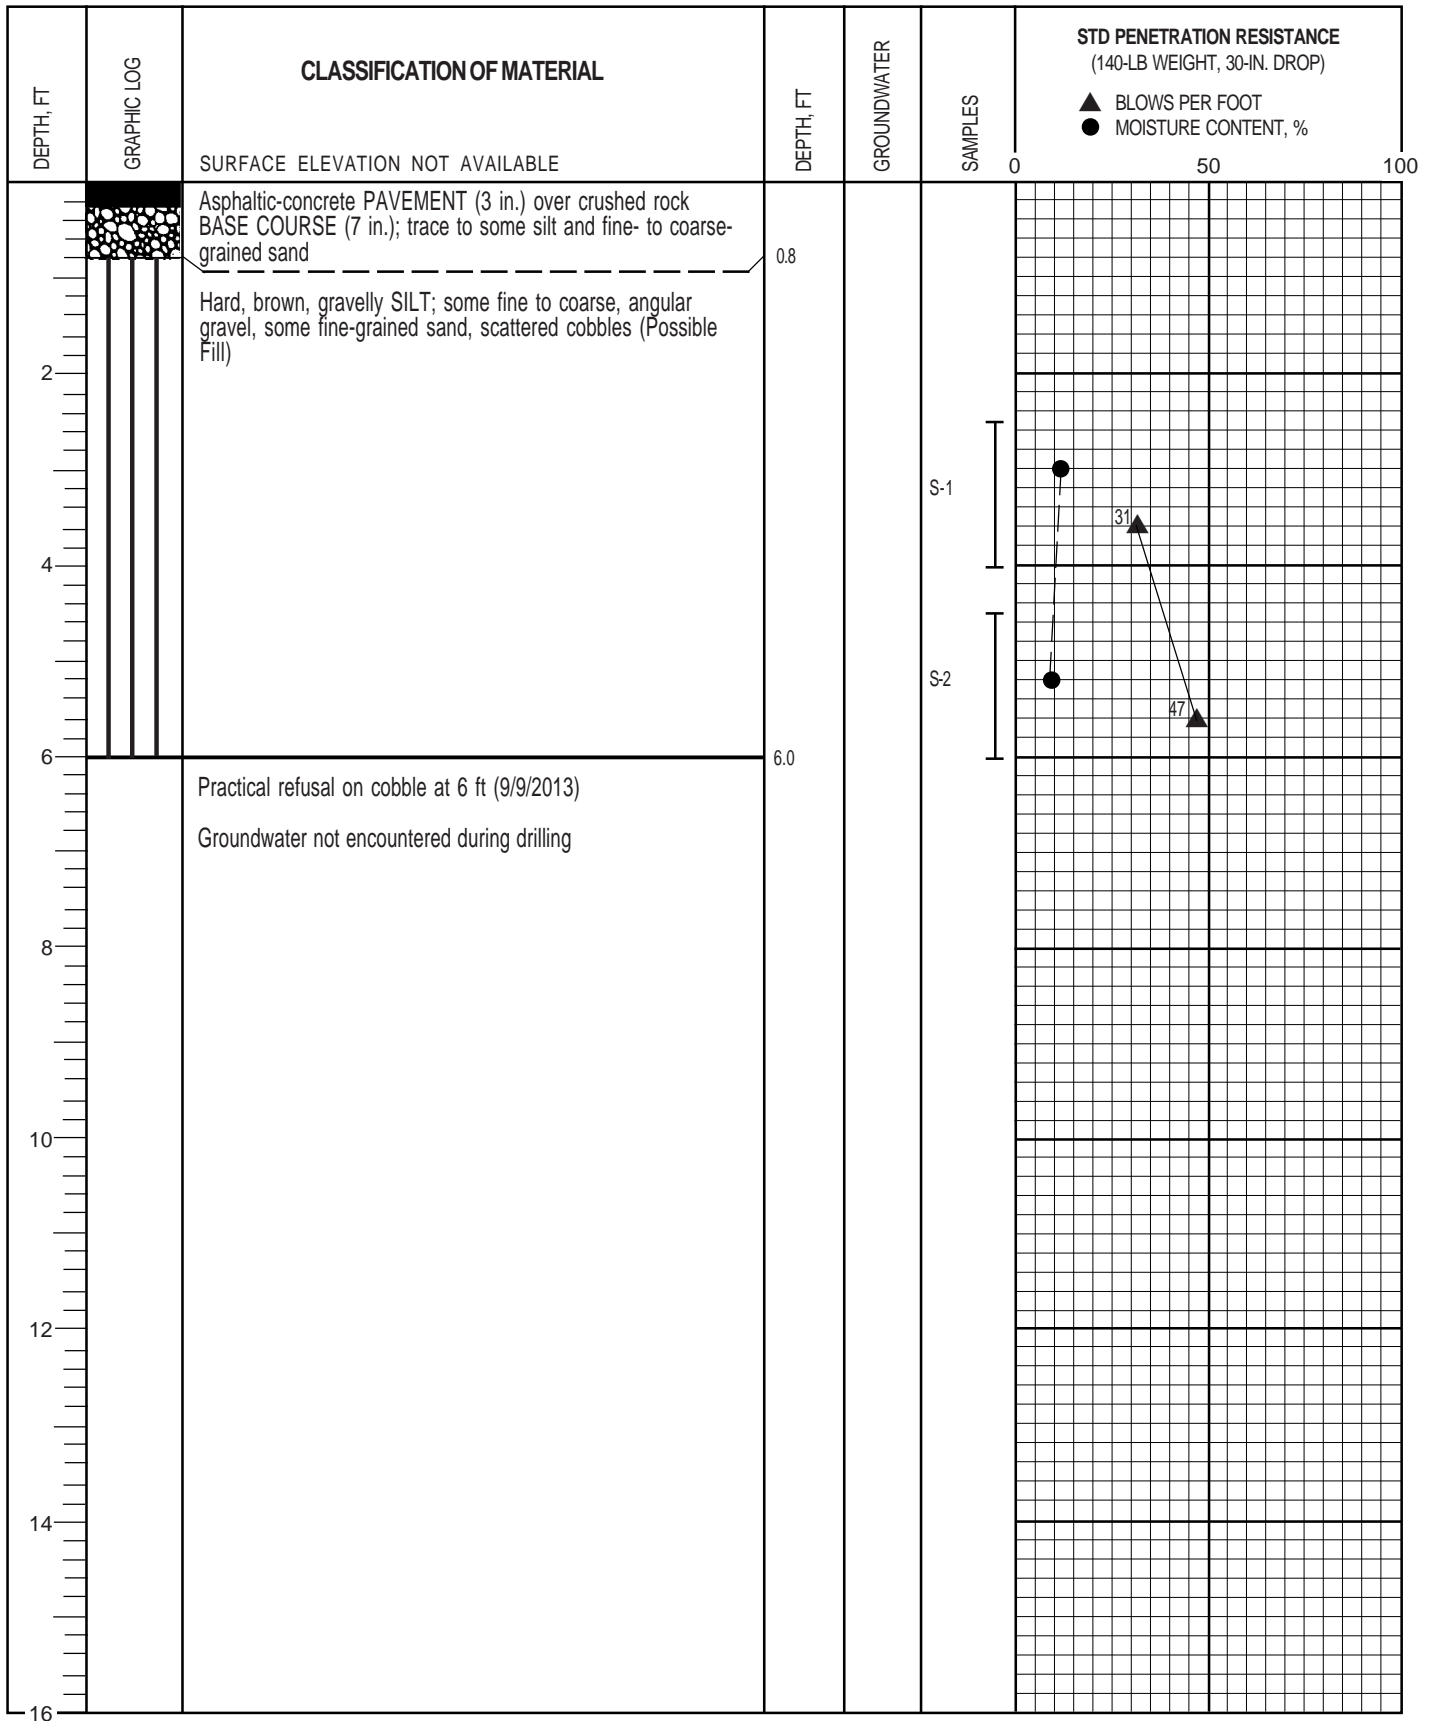 DEPTH, FT
GRAPHIC LOG
CLASSIFICATION OF MATERIAL
SURFACE ELEVATION NOT AVAILABLE
DEPTH, FT
GROUNDWATER
SAMPLES
STD PENETRATION RESISTANCE
(140-LB WEIGHT, 30-IN. DROP)
▲ BLOWS PER FOOT
● MOISTURE CONTENT, %
0 50 100
Asphaltic-concrete PAVEMENT (3 in.) over crushed rock
BASE COURSE (7 in.); trace to some silt and fine- to coarse-
grained sand
0.8
Hard, brown, gravelly SILT; some fine to coarse, angular
gravel, some fine-grained sand, scattered cobbles (Possible
Fill)
2
S-1
31
4
S-2
47
6
6.0
Practical refusal on cobble at 6 ft (9/9/2013)
Groundwater not encountered during drilling
8
10
12
14
16